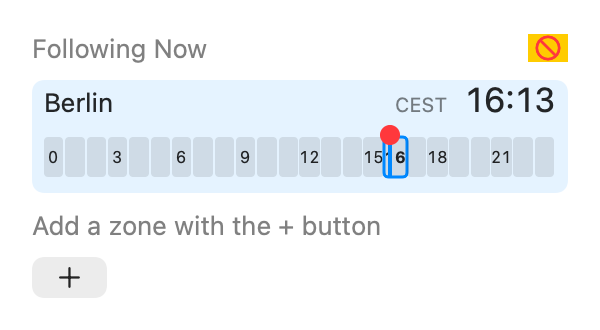 Following Now
Berlin CEST 16:13
0 3 6 9 12 15 16 18 21
Add a zone with the + button
+